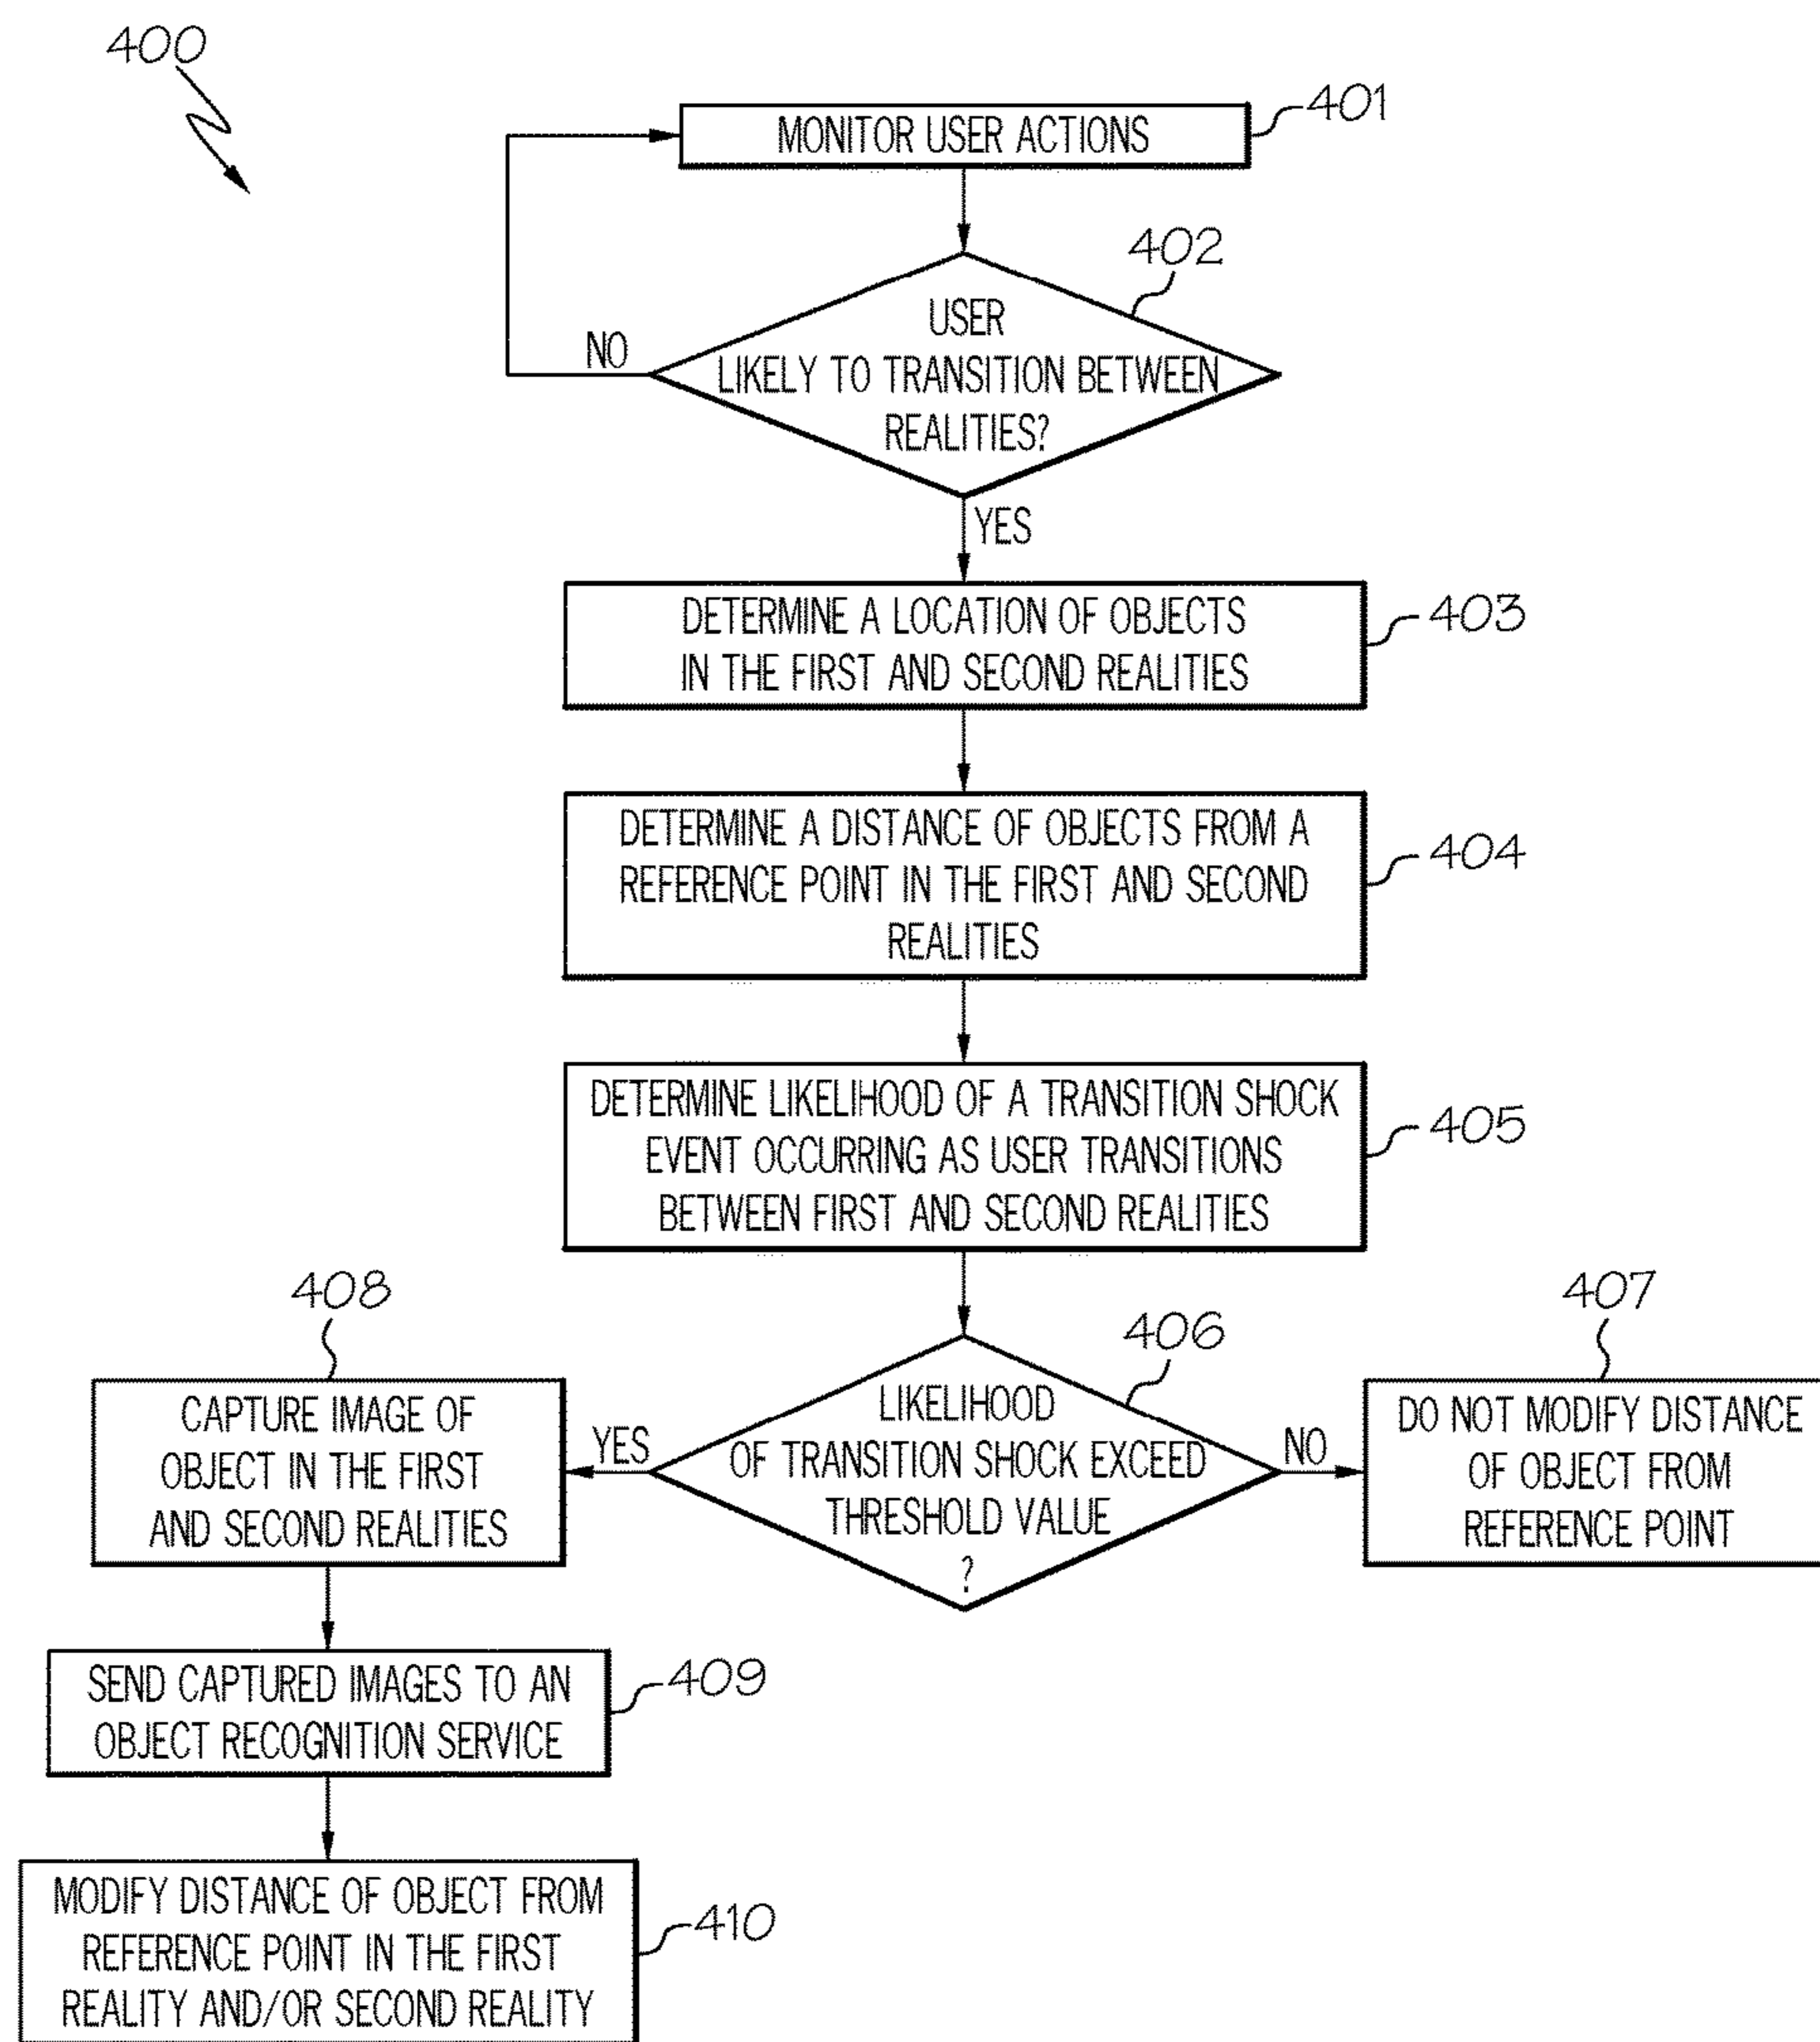 400
MONITOR USER ACTIONS
401
402
USER
LIKELY TO TRANSITION BETWEEN
REALITIES?
NO
YES
DETERMINE A LOCATION OF OBJECTS
IN THE FIRST AND SECOND REALITIES
403
DETERMINE A DISTANCE OF OBJECTS FROM A
REFERENCE POINT IN THE FIRST AND SECOND
REALITIES
404
DETERMINE LIKELIHOOD OF A TRANSITION SHOCK
EVENT OCCURRING AS USER TRANSITIONS
BETWEEN FIRST AND SECOND REALITIES
405
406
LIKELIHOOD
OF TRANSITION SHOCK EXCEED
THRESHOLD VALUE
?
NO
407
DO NOT MODIFY DISTANCE
OF OBJECT FROM
REFERENCE POINT
YES
408
CAPTURE IMAGE OF
OBJECT IN THE FIRST
AND SECOND REALITIES
SEND CAPTURED IMAGES TO AN
OBJECT RECOGNITION SERVICE
409
MODIFY DISTANCE OF OBJECT FROM
REFERENCE POINT IN THE FIRST
REALITY AND/OR SECOND REALITY
410